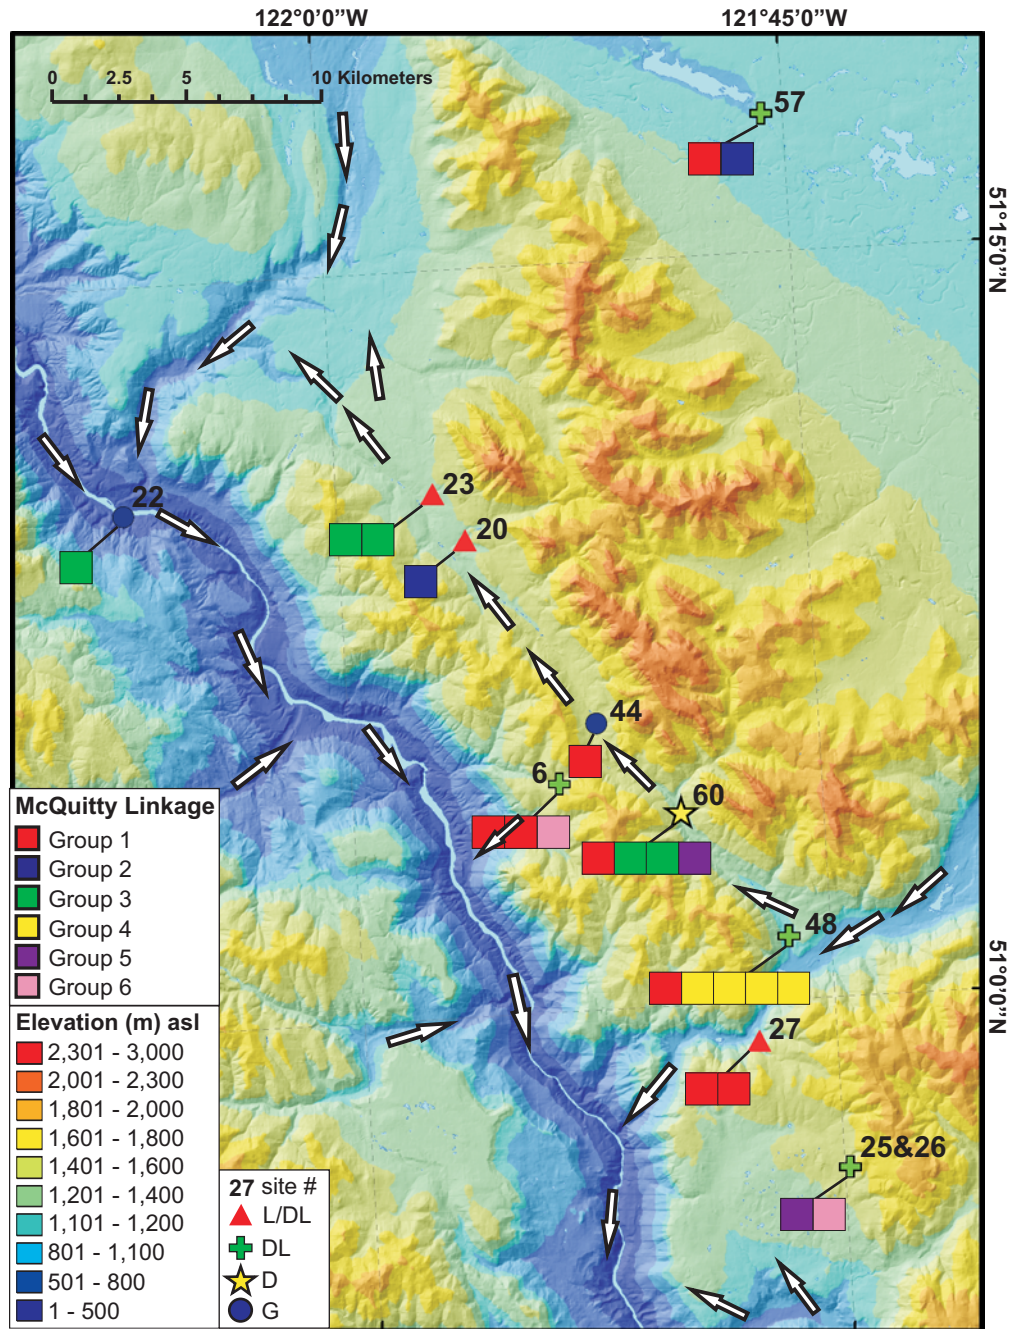 122°0'0"W 121°45'0"W
0 2.5 5 10 Kilometers
57
51°15'0"N
23
22
20
44
6
60
48
51°0'0"N
27
25&26
McQuitty Linkage
Group 1
Group 2
Group 3
Group 4
Group 5
Group 6
Elevation (m) asl
2,301 - 3,000
2,001 - 2,300
1,801 - 2,000
1,601 - 1,800
1,401 - 1,600
1,201 - 1,400
1,101 - 1,200
801 - 1,100
501 - 800
1 - 500
27 site #
L/DL
DL
D
G